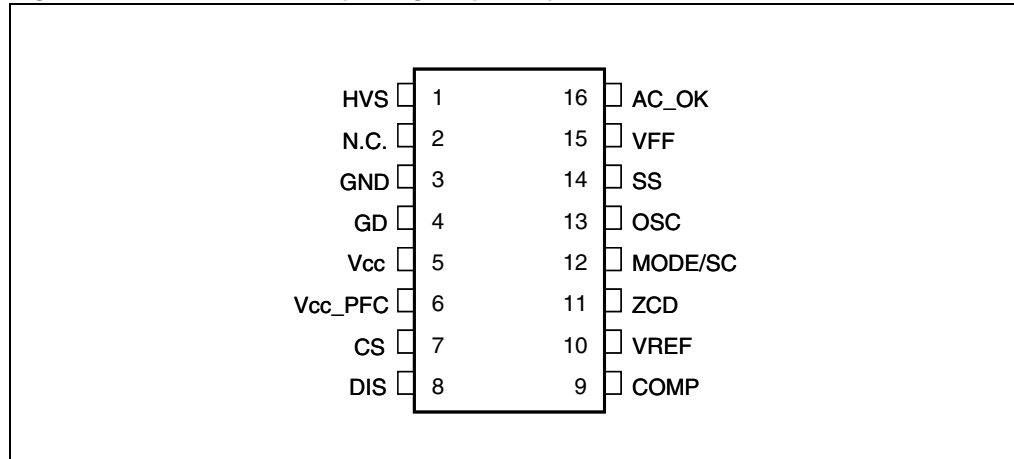 HVS 1 16 AC_OK
N.C. 2 15 VFF
GND 3 14 SS
GD 4 13 OSC
Vcc 5 12 MODE/SC
Vcc_PFC 6 11 ZCD
CS 7 10 VREF
DIS 8 9 COMP